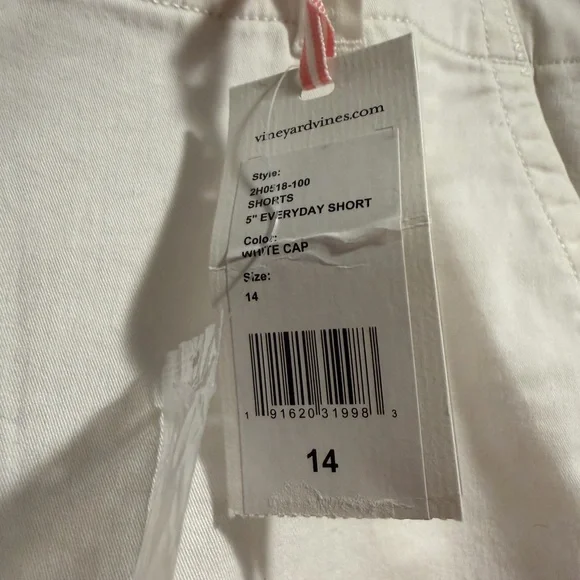 vineyardvines.com
Style:
2H0518-100
SHORTS
5" EVERYDAY SHORT
Color:
WHITE CAP
Size:
14
1 91620 31998 3
14